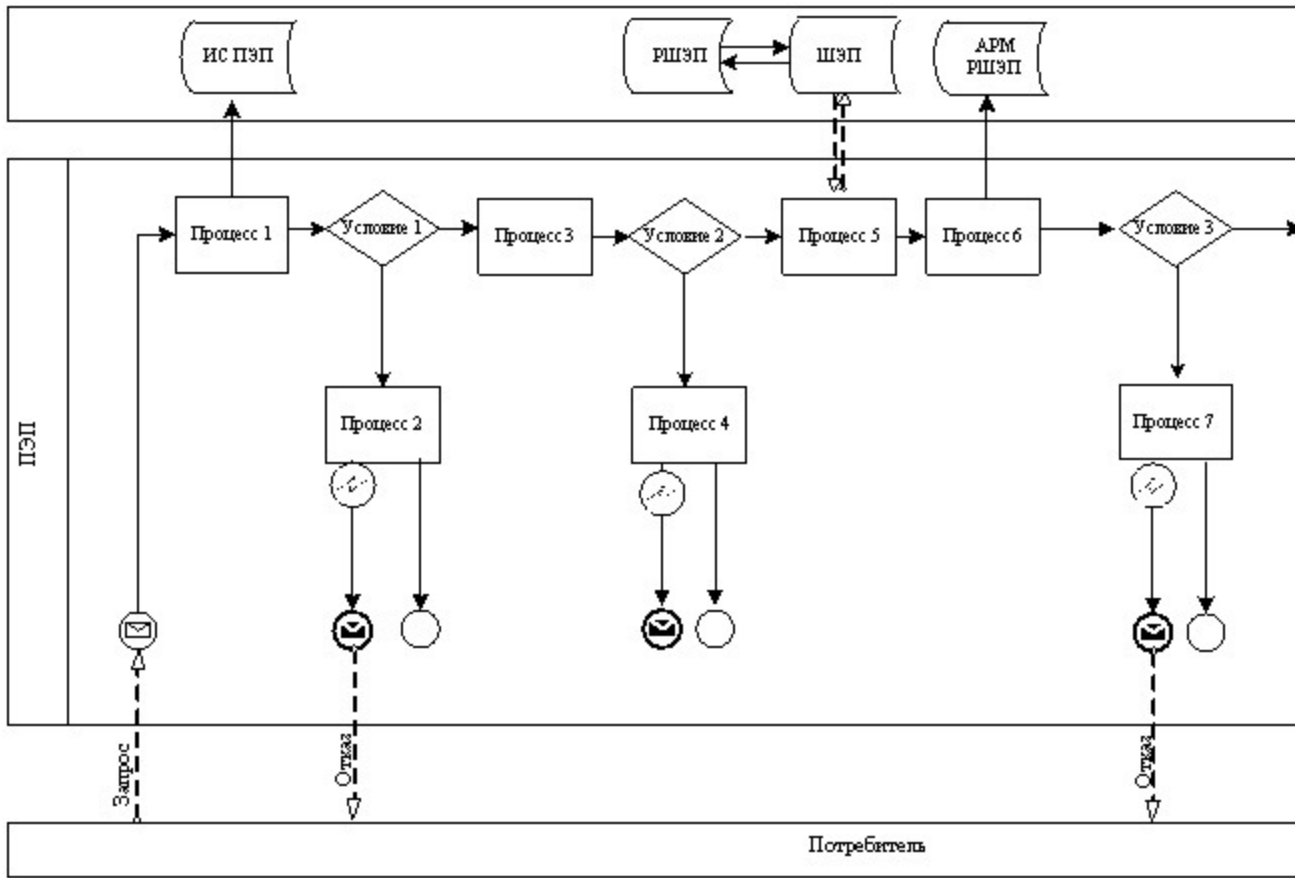 ИС ПЭП
РШЭП
ШЭП
АРМ
РШЭП
ПЭП
Процесс 1
Условие 1
Процесс 3
Условие 2
Процесс 5
Процесс 6
Условие 3
Процесс 2
Процесс 4
Процесс 7
Запрос
Отказ
Отказ
Потребитель